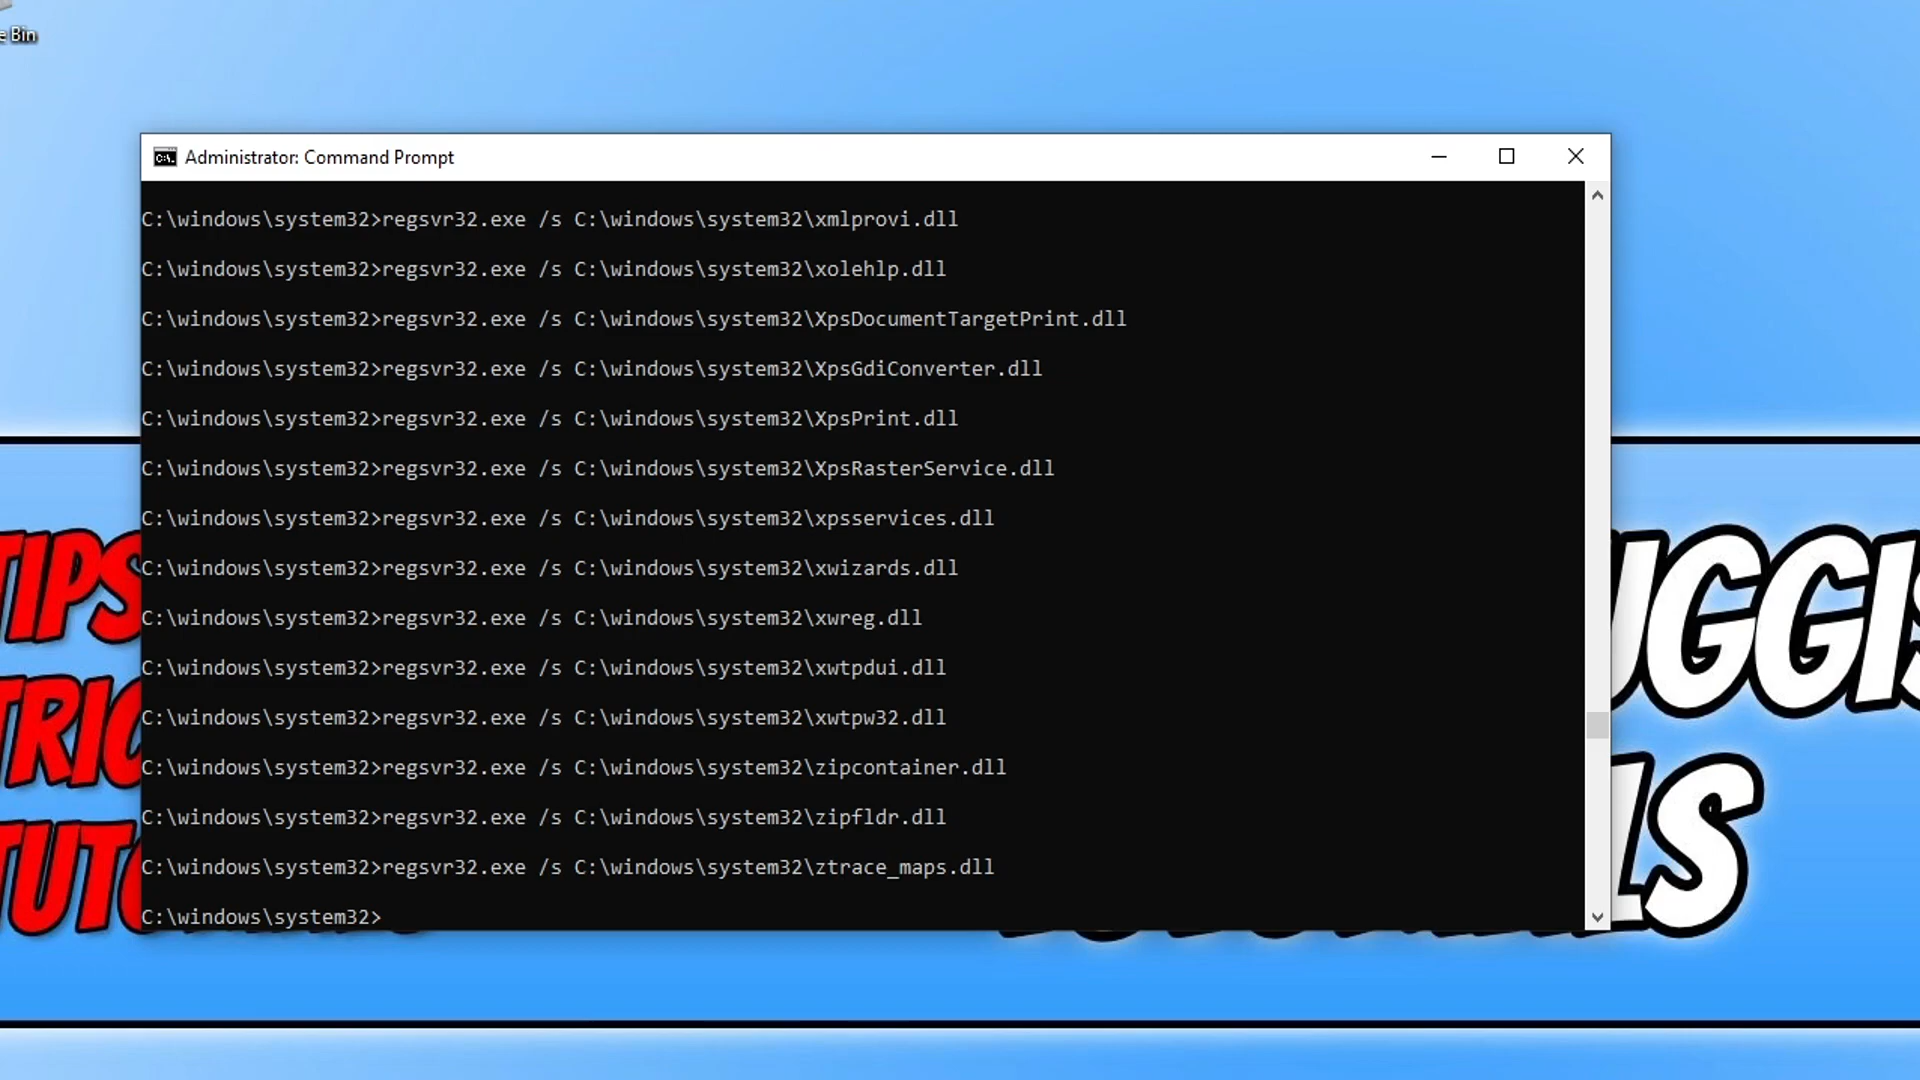 e Bin
Administrator: Command Prompt
C:\windows\system32>regsvr32.exe /s C:\windows\system32\xmlprovi.dll
C:\windows\system32>regsvr32.exe /s C:\windows\system32\xolehlp.dll
C:\windows\system32>regsvr32.exe /s C:\windows\system32\XpsDocumentTargetPrint.dll
C:\windows\system32>regsvr32.exe /s C:\windows\system32\XpsGdiConverter.dll
C:\windows\system32>regsvr32.exe /s C:\windows\system32\XpsPrint.dll
C:\windows\system32>regsvr32.exe /s C:\windows\system32\XpsRasterService.dll
C:\windows\system32>regsvr32.exe /s C:\windows\system32\xpsservices.dll
C:\windows\system32>regsvr32.exe /s C:\windows\system32\xwizards.dll
C:\windows\system32>regsvr32.exe /s C:\windows\system32\xwreg.dll
C:\windows\system32>regsvr32.exe /s C:\windows\system32\xwtpdui.dll
C:\windows\system32>regsvr32.exe /s C:\windows\system32\xwtpw32.dll
C:\windows\system32>regsvr32.exe /s C:\windows\system32\zipcontainer.dll
C:\windows\system32>regsvr32.exe /s C:\windows\system32\zipfldr.dll
C:\windows\system32>regsvr32.exe /s C:\windows\system32\ztrace_maps.dll
C:\windows\system32>
TIPS
TRIC
TUT
UGGIS
LS